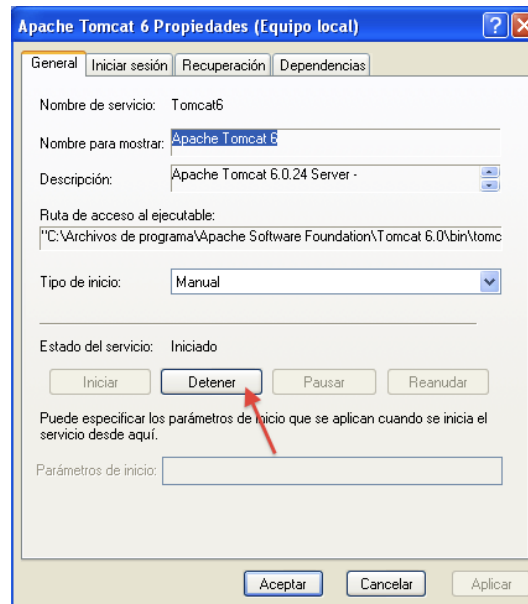 Apache Tomcat 6 Propiedades (Equipo local)
General Iniciar sesión Recuperación Dependencias
Nombre de servicio: Tomcat6
Nombre para mostrar: Apache Tomcat 6
Descripción: Apache Tomcat 6.0.24 Server -
Ruta de acceso al ejecutable:
"C:\Archivos de programa\Apache Software Foundation\Tomcat 6.0\bin\tomc
Tipo de inicio: Manual
Estado del servicio: Iniciado
Iniciar Detener Pausar Reanudar
Puede especificar los parámetros de inicio que se aplican cuando se inicia el
servicio desde aquí.
Parámetros de inicio:
Aceptar Cancelar Aplicar